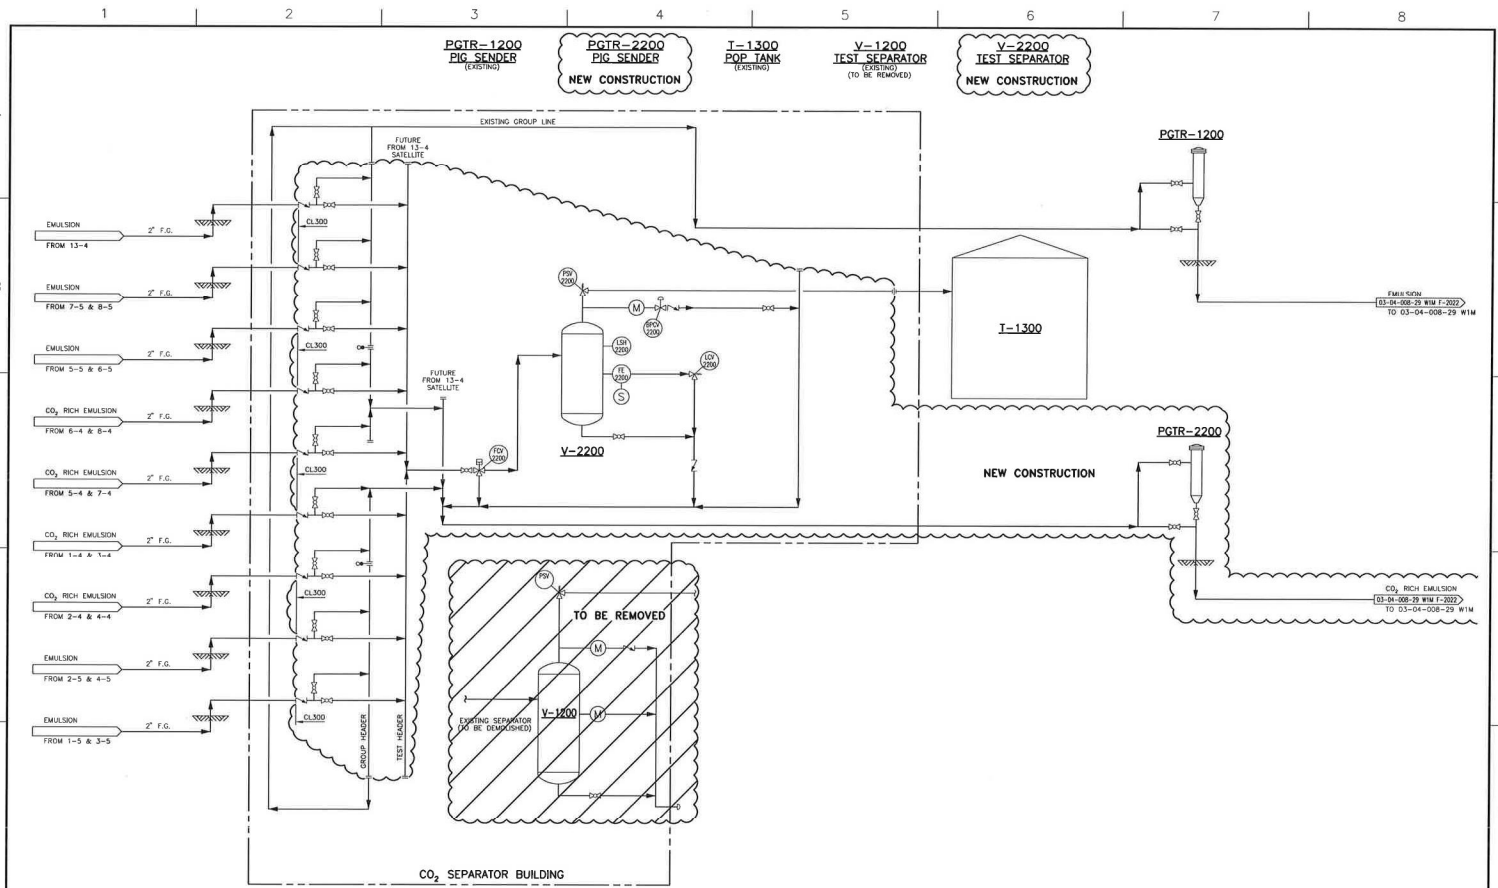 1 2 3 4 5 6 7 8
PGTR-1200
PIG SENDER
(EXISTING)
PGTR-2200
PIG SENDER
NEW CONSTRUCTION
T-1300
POP TANK
(EXISTING)
V-1200
TEST SEPARATOR
(EXISTING)
(TO BE REMOVED)
V-2200
TEST SEPARATOR
NEW CONSTRUCTION
EXISTING GROUP LINE
FUTURE
FROM 13-4
SATELLITE
PGTR-1200
EMULSION
2" F.G.
FROM 13-4
CL300
EMULSION
2" F.G.
FROM 7-5 & 8-5
EMULSION
2" F.G.
FROM 5-5 & 6-5
CL300
CO₂ RICH EMULSION
2" F.G.
FROM 6-4 & 8-4
CO₂ RICH EMULSION
2" F.G.
FROM 5-4 & 7-4
CL300
CO₂ RICH EMULSION
2" F.G.
FROM 1-4 & 3-4
CO₂ RICH EMULSION
2" F.G.
FROM 2-4 & 4-4
CL300
EMULSION
2" F.G.
FROM 2-5 & 4-5
EMULSION
2" F.G.
FROM 1-5 & 3-5
CL300
GROUP HEADER
TEST HEADER
FUTURE
FROM 13-4
SATELLITE
FCV
2200
PSV
2200
M
BPCV
2200
LSH
2200
FE
2200
S
LCV
2200
V-2200
T-1300
EMULSION
03-04-008-29 W1M F-2022
TO 03-04-008-29 W1M
PGTR-2200
NEW CONSTRUCTION
CO₂ RICH EMULSION
03-04-008-29 W1M F-2022
TO 03-04-008-29 W1M
PSV
TO BE REMOVED
M
V-1200
M
EXISTING SEPARATOR
(TO BE DEMOLISHED)
CO₂ SEPARATOR BUILDING